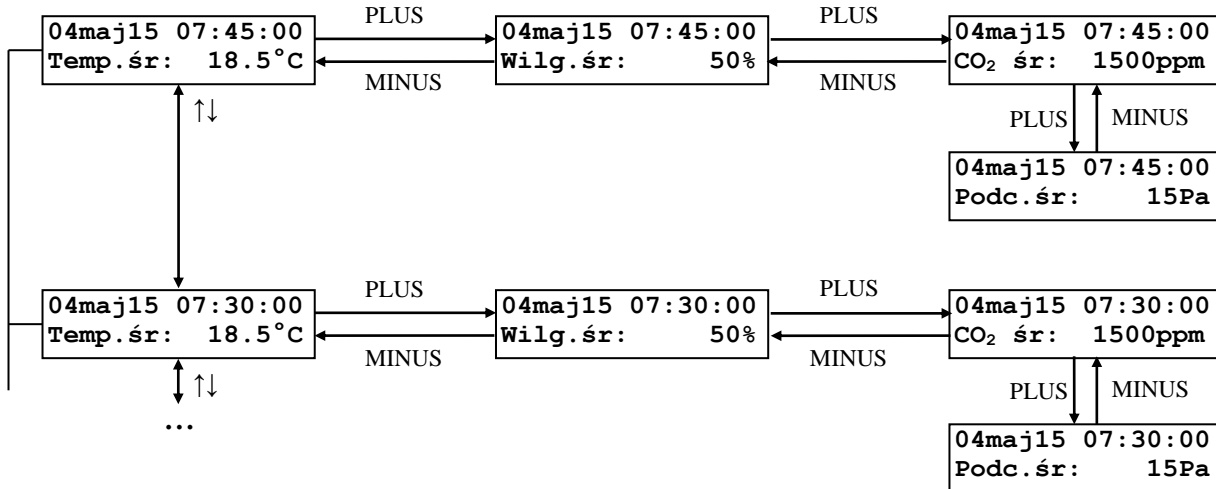 04maj15 07:45:00
Temp.śr: 18.5°C
PLUS
MINUS
04maj15 07:45:00
Wilg.śr: 50%
PLUS
MINUS
04maj15 07:45:00
CO₂ śr: 1500ppm
↑↓
PLUS
MINUS
04maj15 07:45:00
Podc.śr: 15Pa
04maj15 07:30:00
Temp.śr: 18.5°C
PLUS
MINUS
04maj15 07:30:00
Wilg.śr: 50%
PLUS
MINUS
04maj15 07:30:00
CO₂ śr: 1500ppm
↑↓
...
PLUS
MINUS
04maj15 07:30:00
Podc.śr: 15Pa